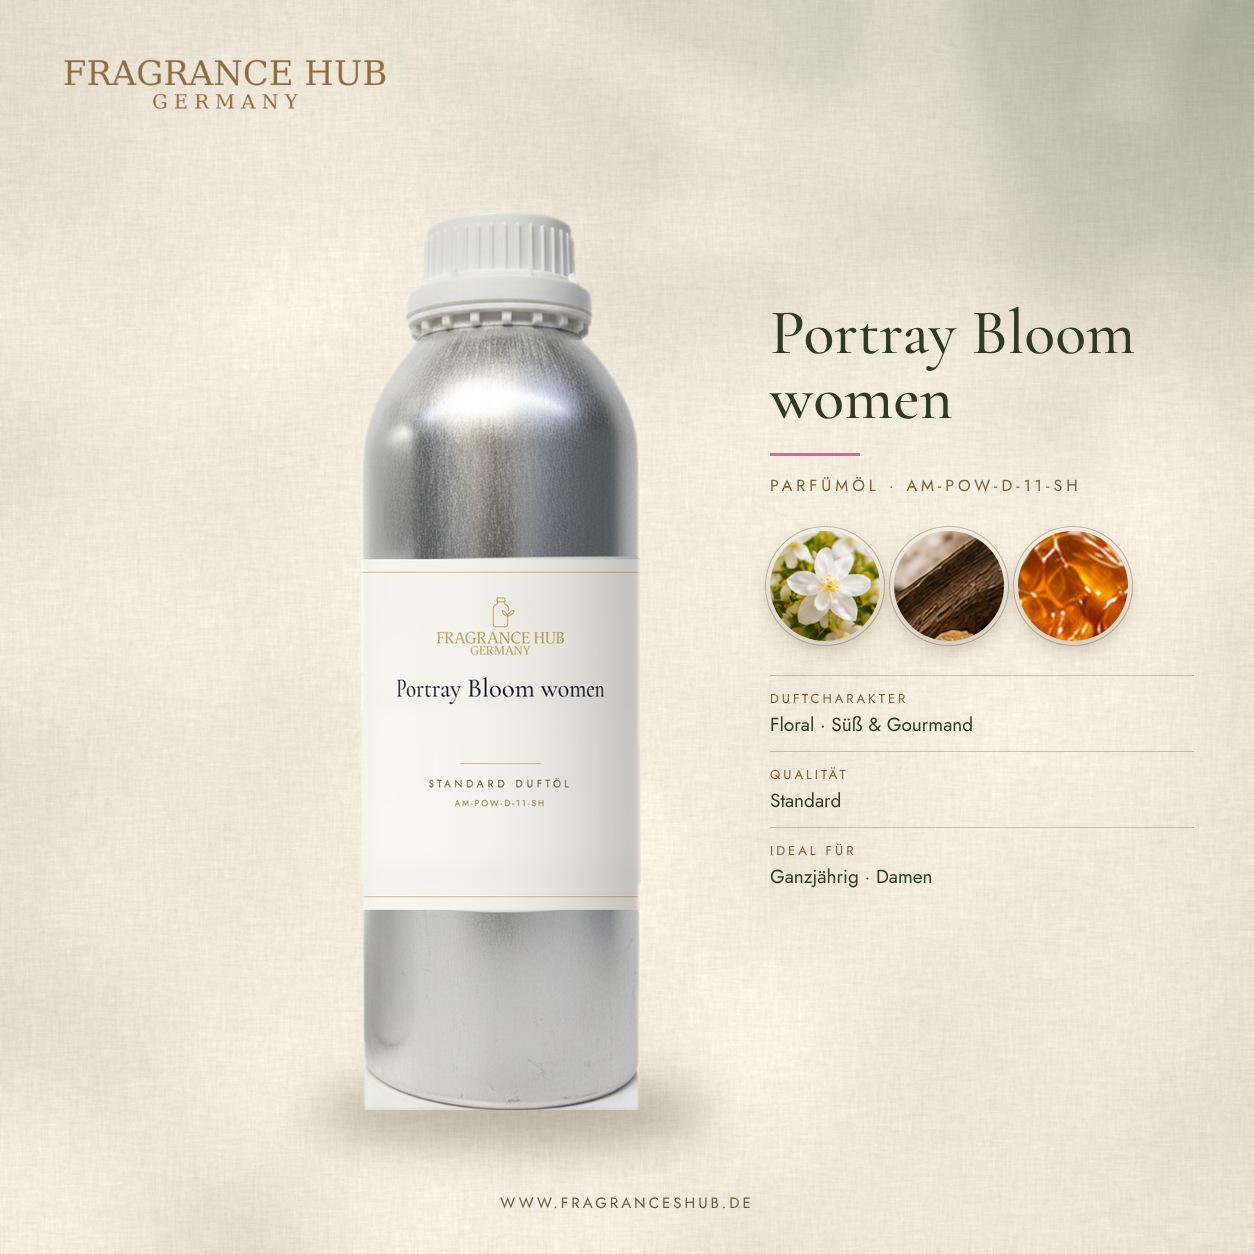 FRAGRANCE HUB
GERMANY
Portray Bloom
women
PARFÜMÖL · AM-POW-D-11-SH
DUFTCHARAKTER
Floral · Süß & Gourmand
QUALITÄT
Standard
IDEAL FÜR
Ganzjährig · Damen
FRAGRANCE HUB
GERMANY
Portray Bloom women
STANDARD DUFTÖL
AM-POW-D-11-SH
WWW.FRAGRANCESHUB.DE